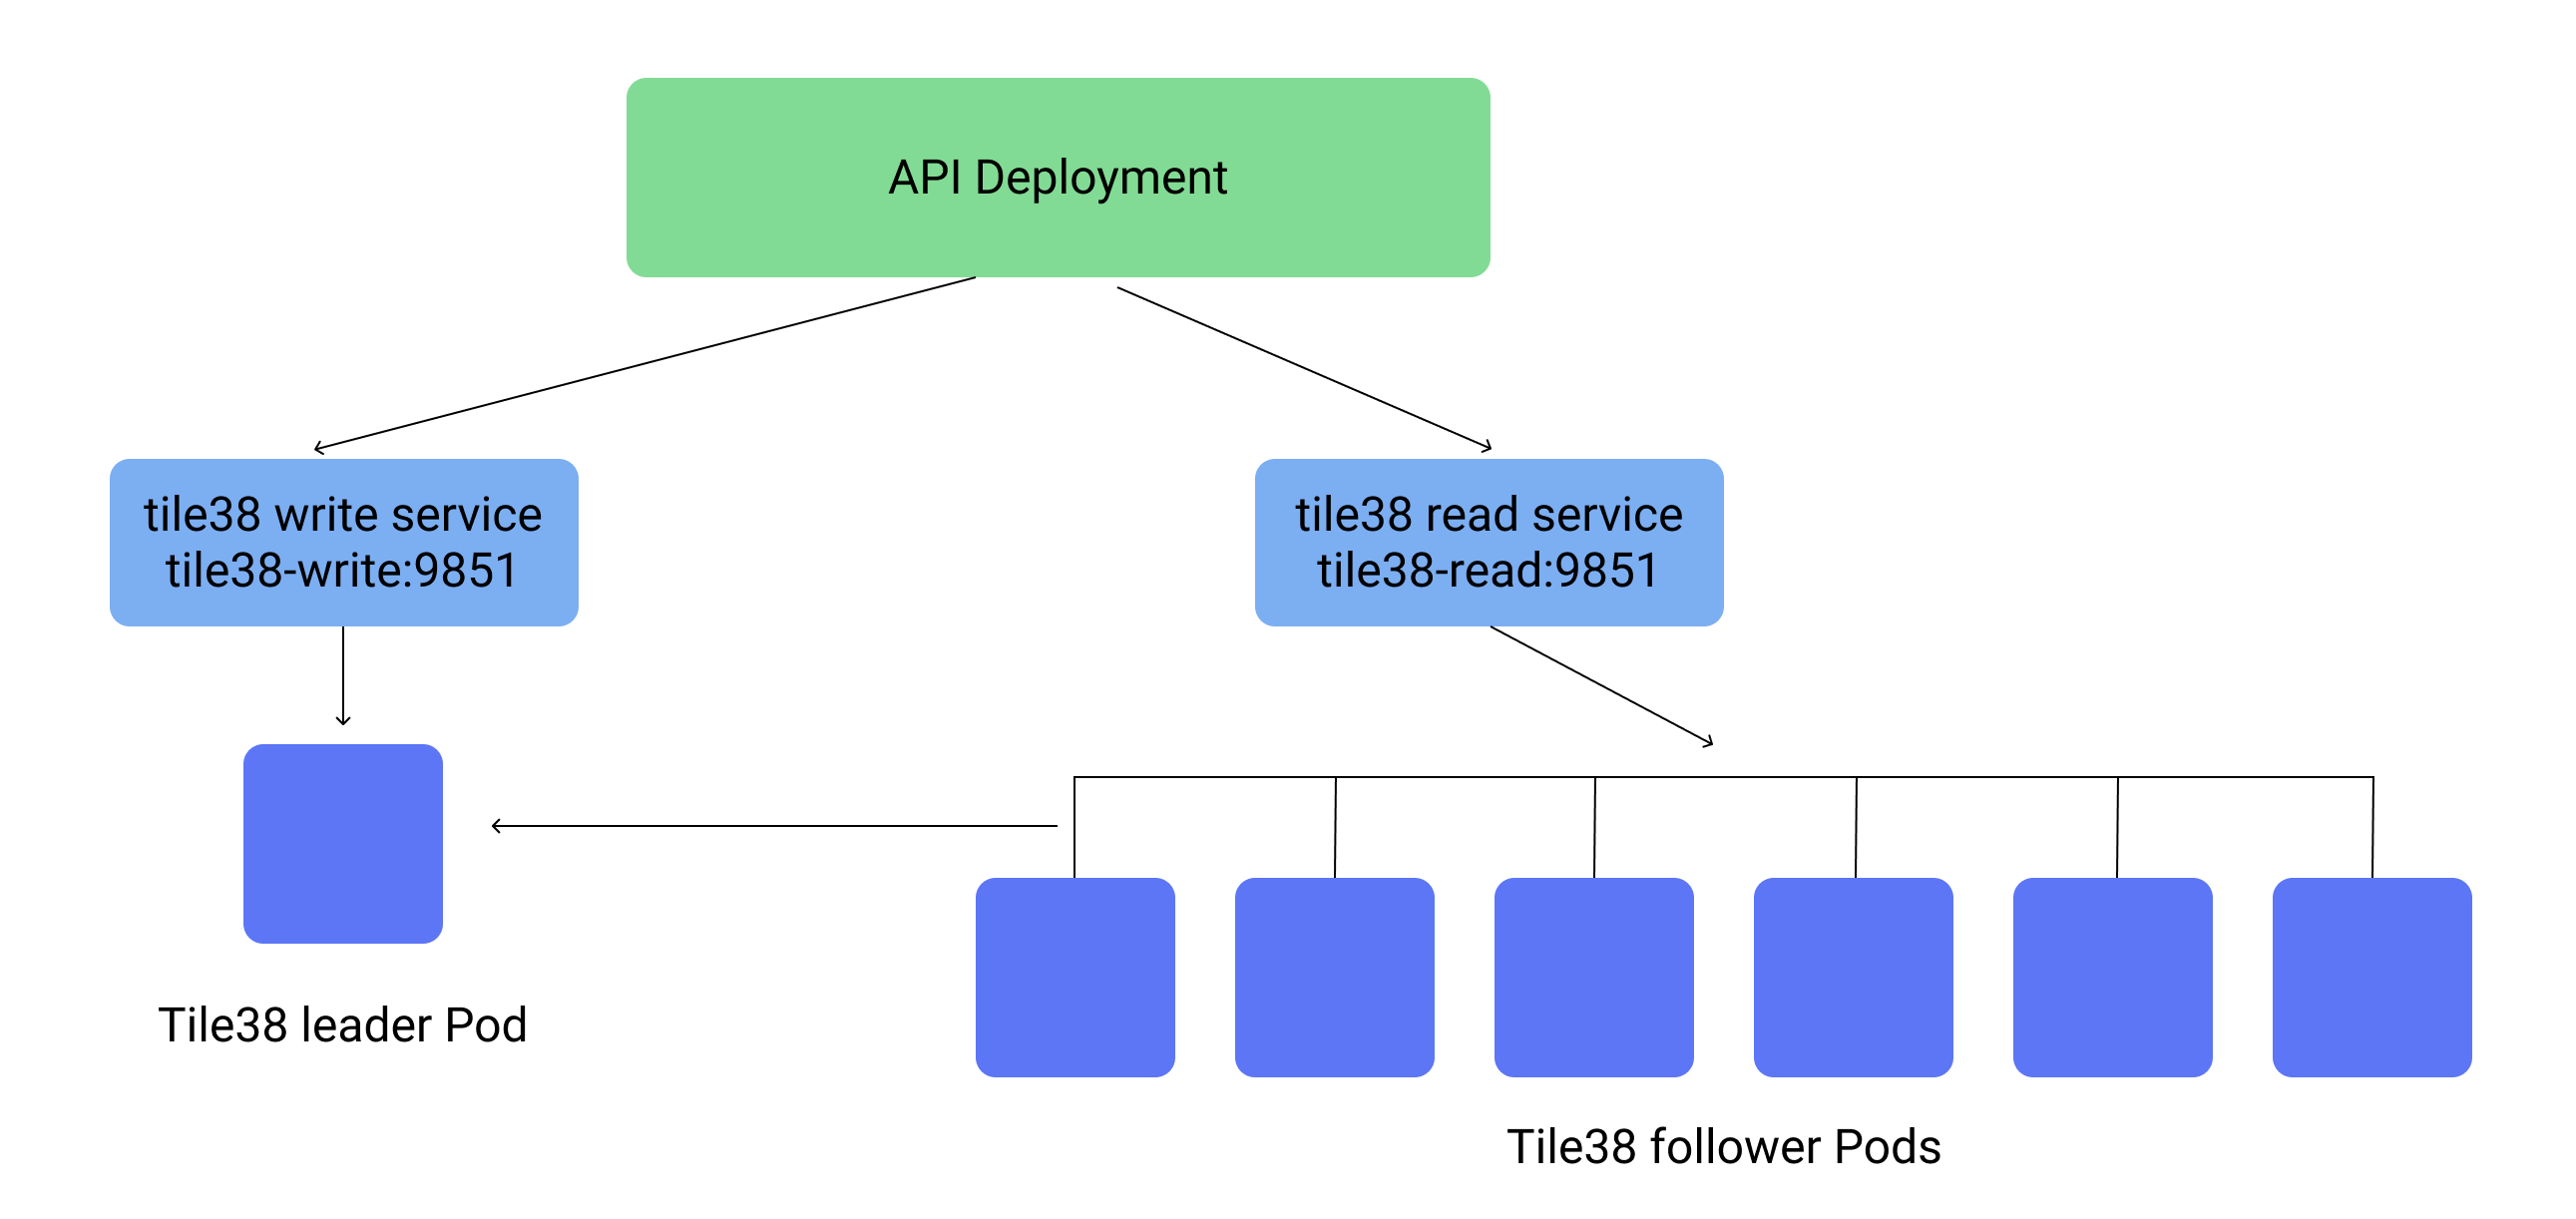 API Deployment
tile38 write service
tile38-write:9851
tile38 read service
tile38-read:9851
Tile38 leader Pod
Tile38 follower Pods